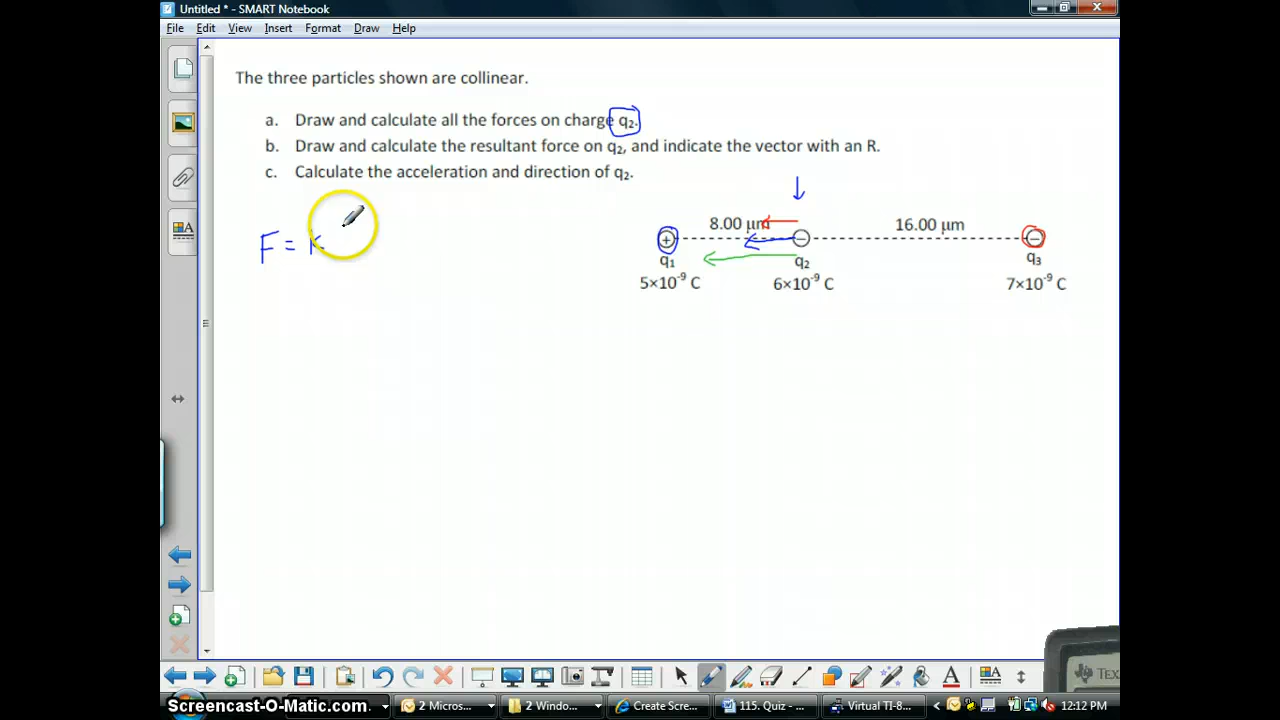 Untitled * - SMART Notebook
File Edit View Insert Format Draw Help
The three particles shown are collinear.
a. Draw and calculate all the forces on charge q₂.
b. Draw and calculate the resultant force on q₂, and indicate the vector with an R.
c. Calculate the acceleration and direction of q₂.
F = K
8.00 μm 16.00 μm
+ − −
q₁ q₂ q₃
5×10⁻⁹ C 6×10⁻⁹ C 7×10⁻⁹ C
Screencast-O-Matic.com 2 Micros... 2 Windo... Create Scre... 115. Quiz - ... Virtual TI-8... 12:12 PM